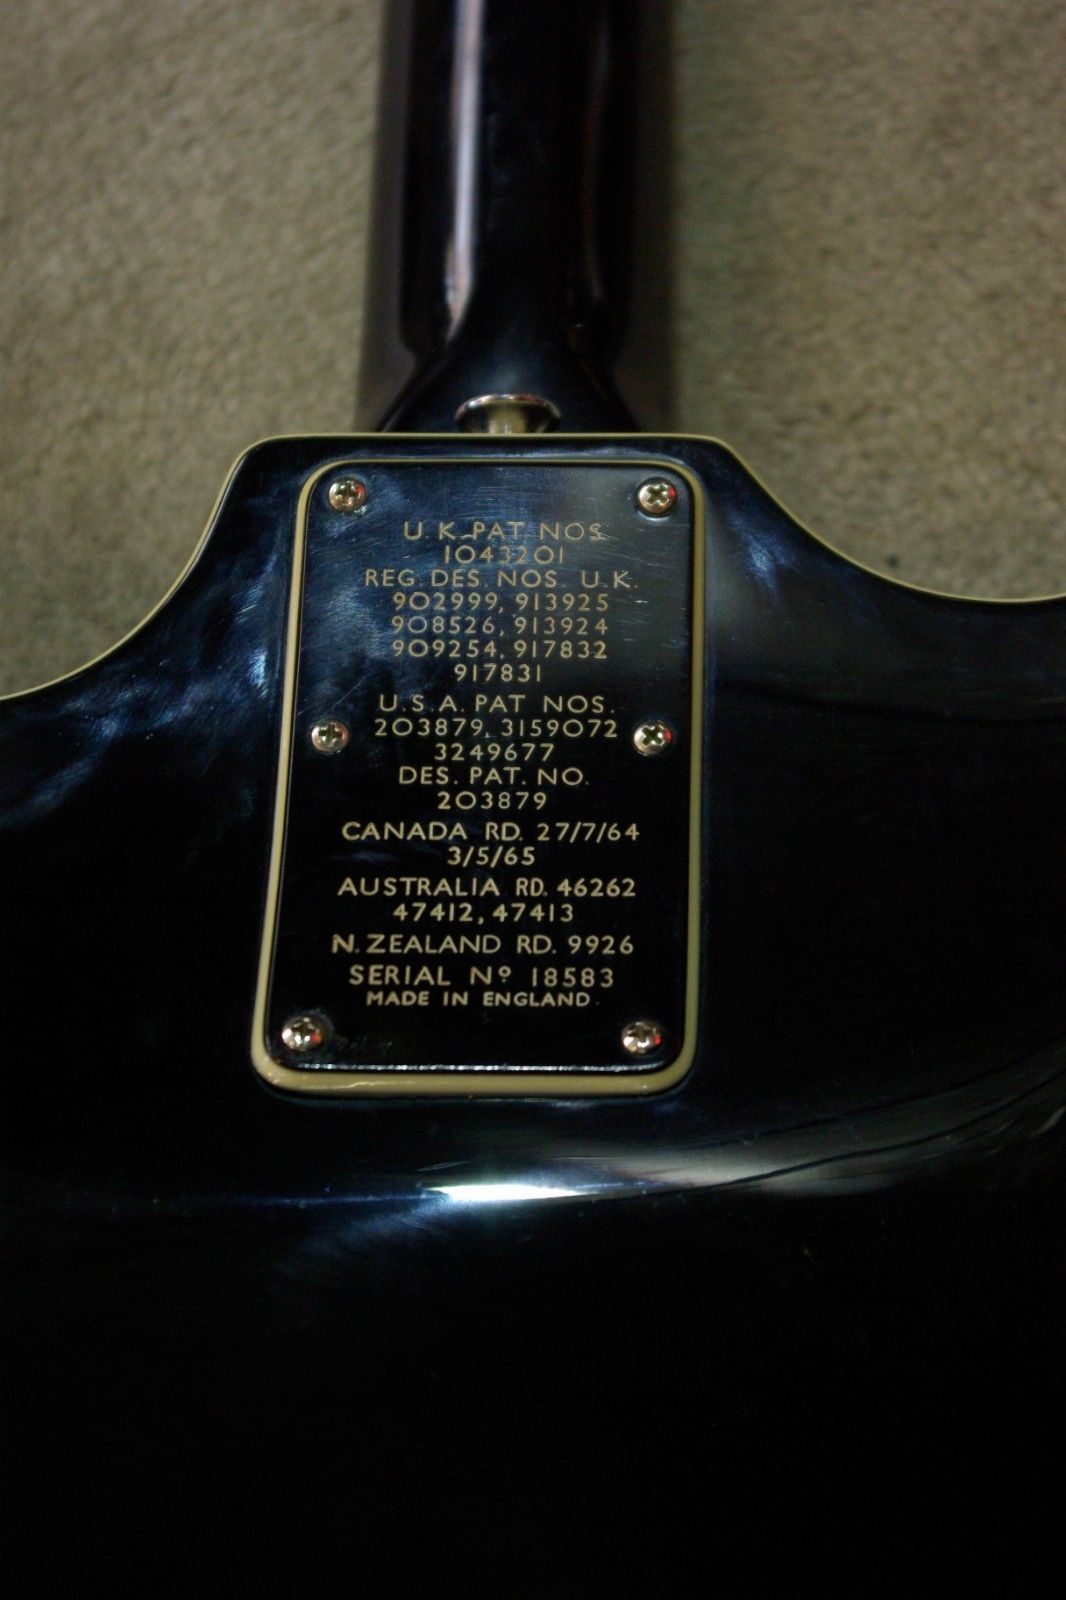 U.K. PAT NOS.
1043201
REG. DES. NOS. U.K.
902999, 913925
908526, 913924
909254, 917832
917831
U.S.A. PAT NOS.
203879, 3159072
3249677
DES. PAT. NO.
203879
CANADA RD. 27/7/64
3/5/65
AUSTRALIA RD. 46262
47412, 47413
N. ZEALAND RD. 9926
SERIAL Nº 18583
MADE IN ENGLAND.